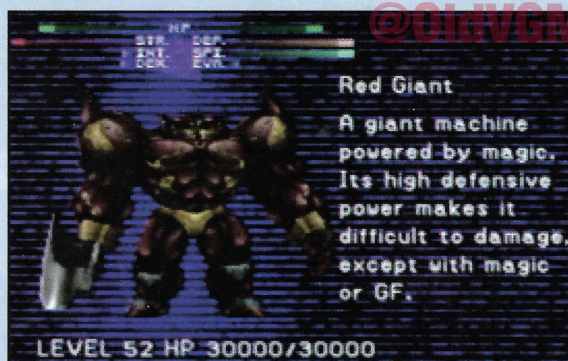 @OldVGM
HP
STR. DEF.
INT. SPI.
DEX. EVA.
Red Giant
A giant machine
powered by magic.
Its high defensive
power makes it
difficult to damage,
except with magic
or GF.
LEVEL 52 HP 30000/30000